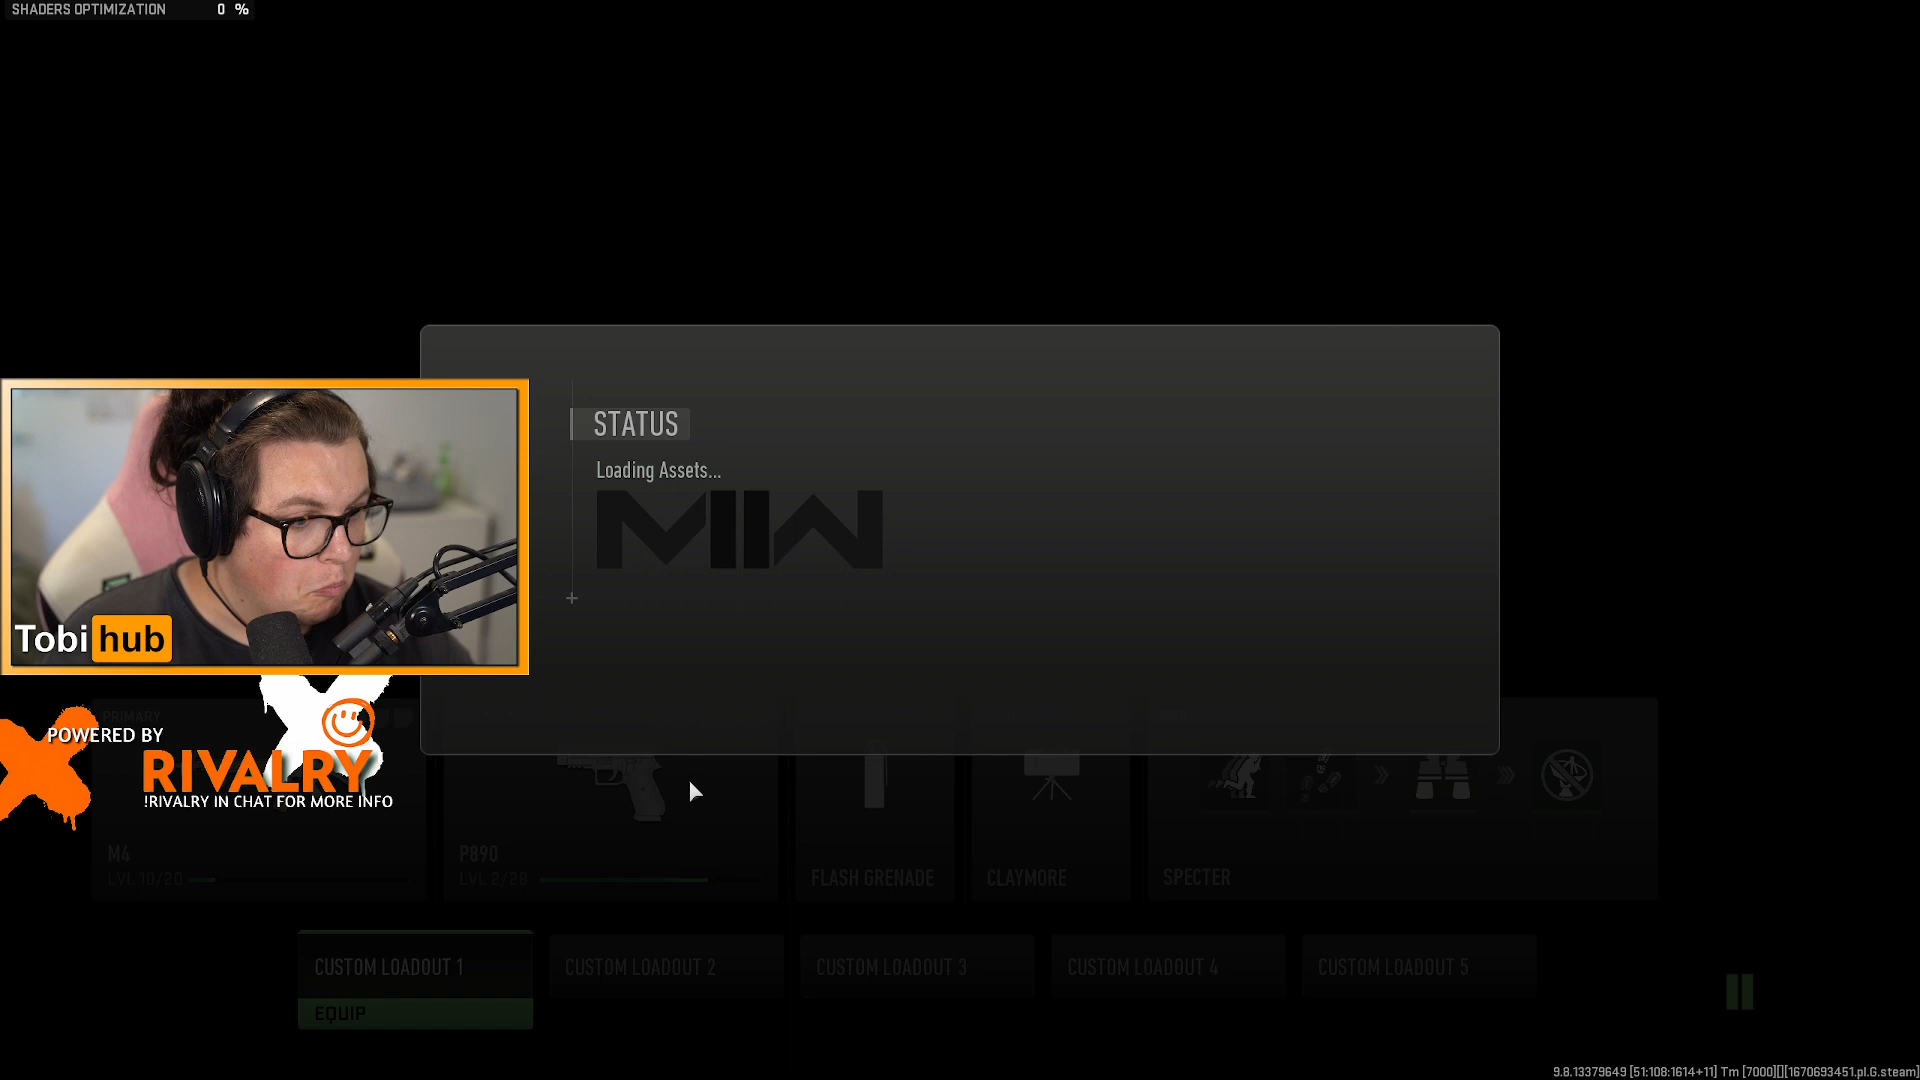 SHADERS OPTIMIZATION 0 %
STATUS
Loading Assets...
MIIW
Tobi hub
PRIMARY
POWERED BY
RIVALRY
!RIVALRY IN CHAT FOR MORE INFO
M4
LVL 10/20
P890
LVL 2/28
FLASH GRENADE
CLAYMORE
SPECTER
CUSTOM LOADOUT 1
CUSTOM LOADOUT 2
CUSTOM LOADOUT 3
CUSTOM LOADOUT 4
CUSTOM LOADOUT 5
EQUIP
9.8.13379649 [51:108:1614+11] Tm [7000][][1670693451.pl.G.steam]